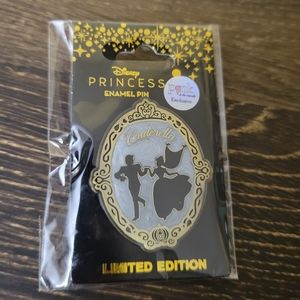 Disney
PRINCESS
ENAMEL PIN
Exclusive
Cinderella
LIMITED EDITION